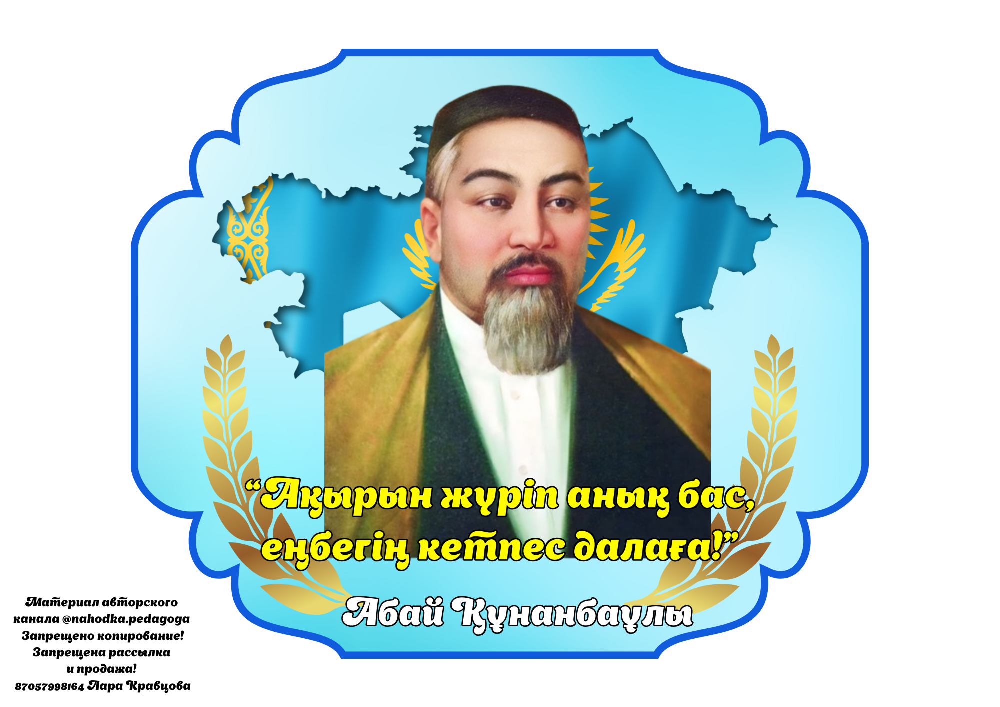 “Ақырын жүріп анық бас,
еңбегің кетпес далаға!”
Абай Құнанбаұлы
Материал авторского
канала @nahodka.pedagoga
Запрещено копирование!
Запрещена рассылка
и продажа!
87057998164 Лара Кравцова